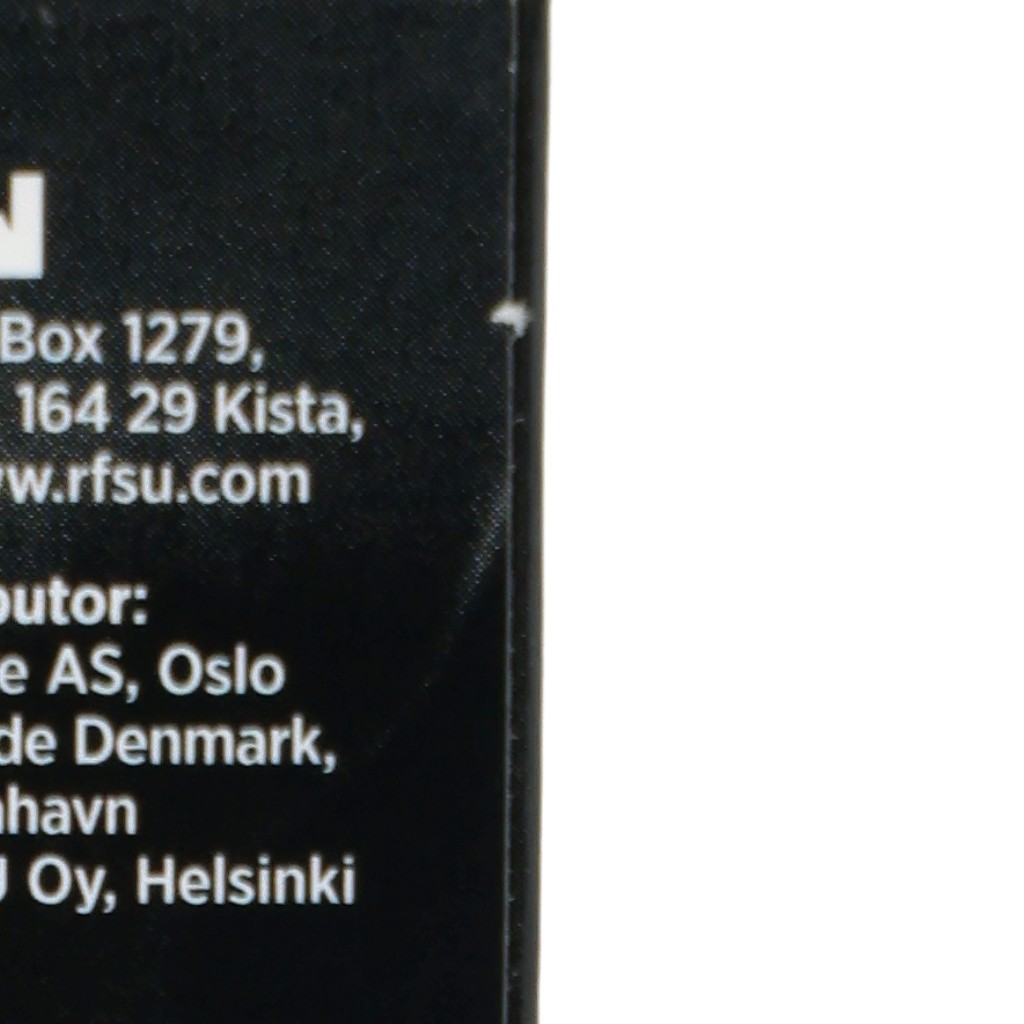 N
Box 1279,
164 29 Kista,
w.rfsu.com
butor:
e AS, Oslo
de Denmark,
havn
Oy, Helsinki